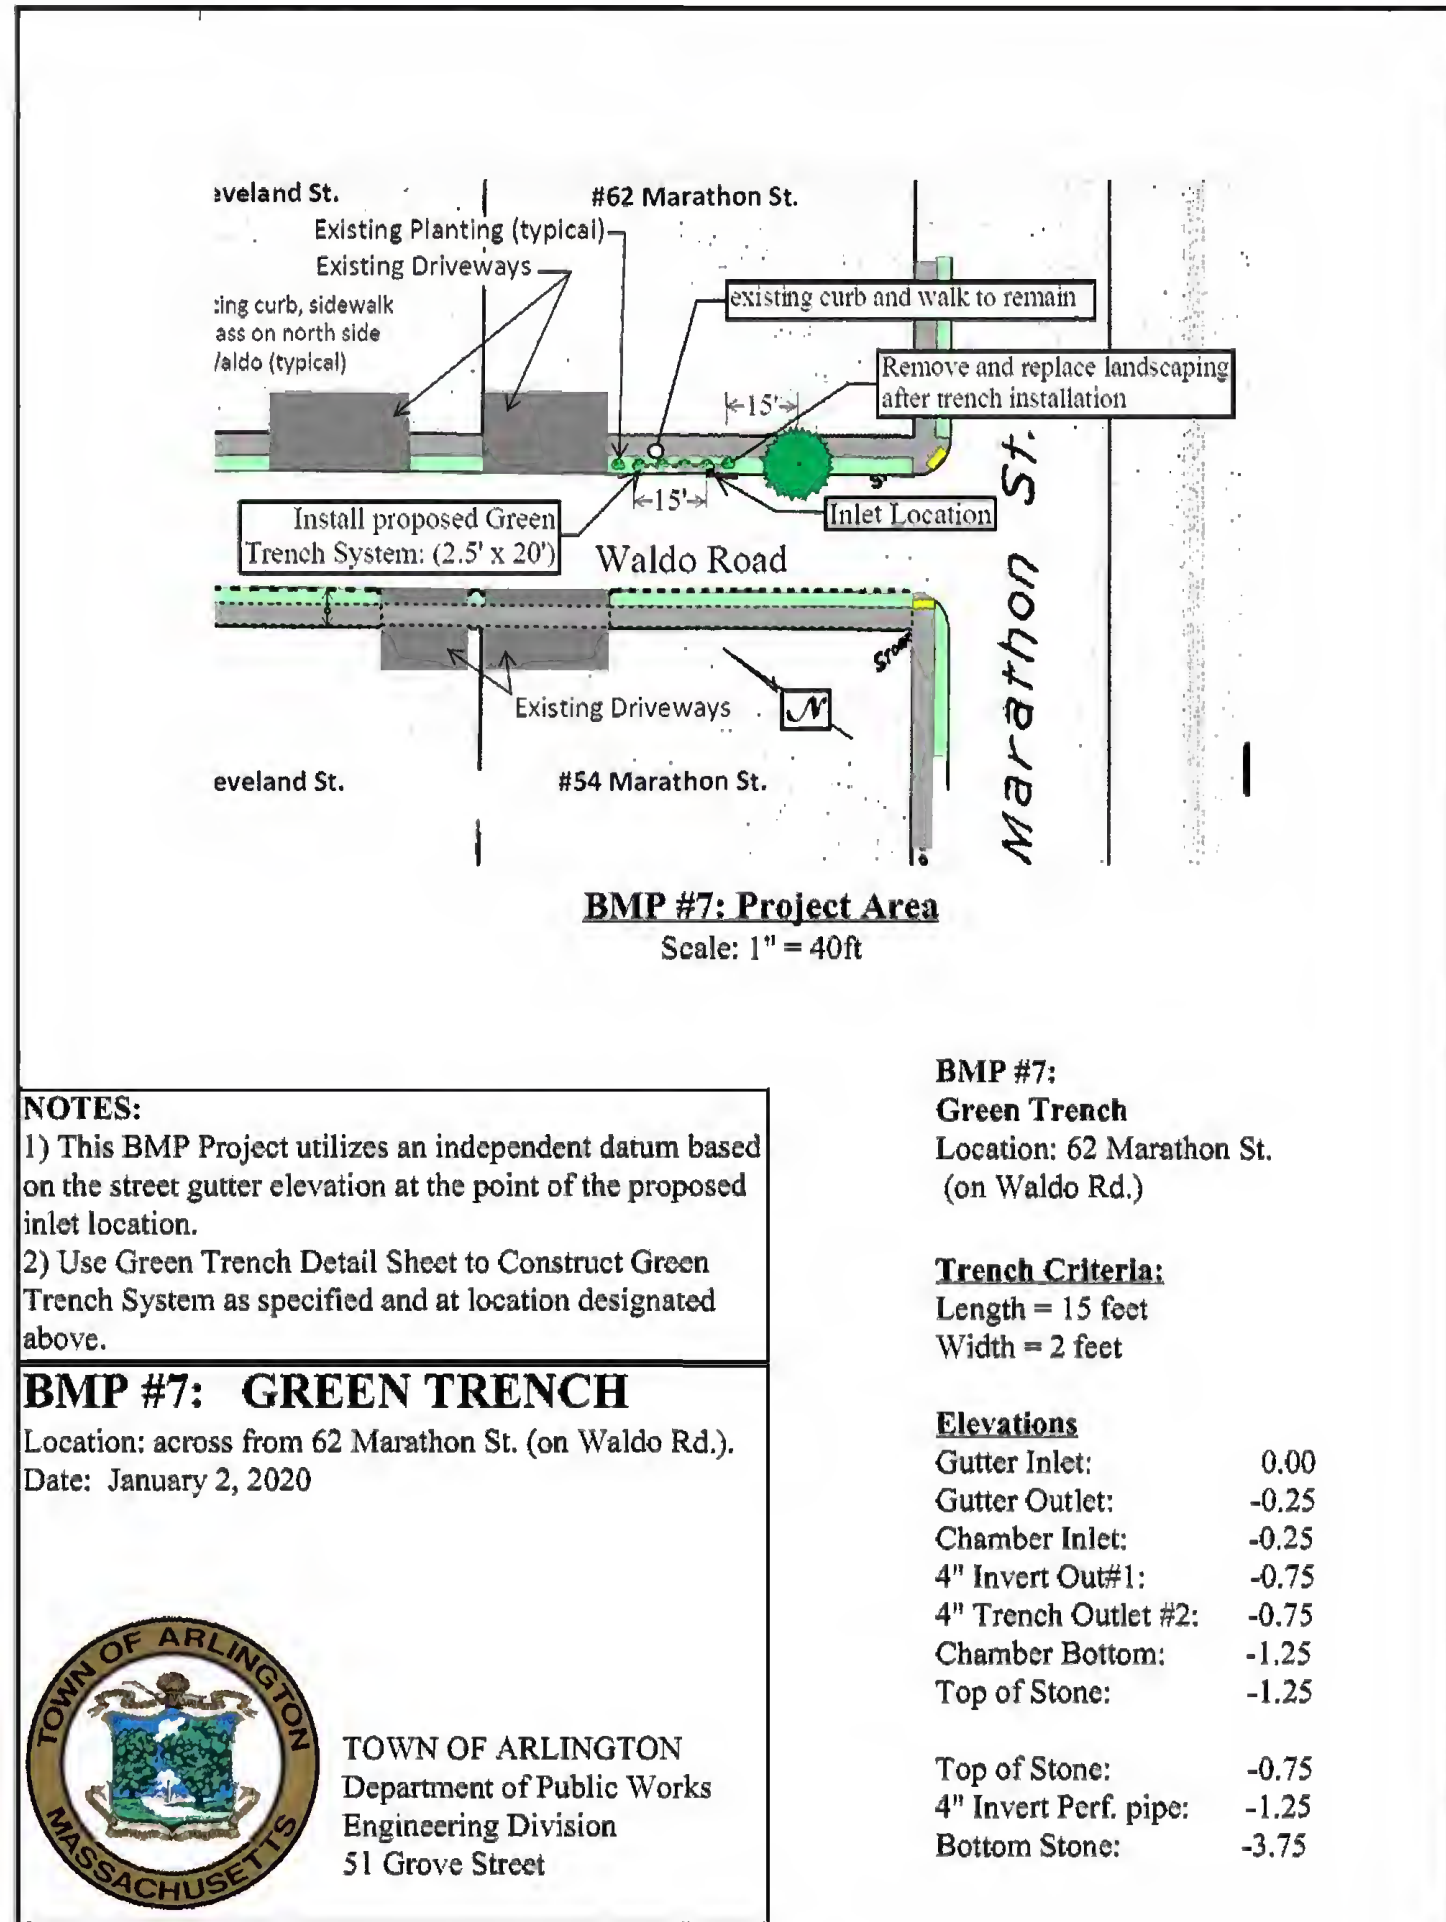 eveland St.
#62 Marathon St.
Existing Planting (typical)
Existing Driveways
existing curb and walk to remain
ing curb, sidewalk
ass on north side
/aldo (typical)
Remove and replace landscaping
after trench installation
15'
15'
Inlet Location
Install proposed Green
Trench System: (2.5' x 20')
Waldo Road
Marathon St.
Existing Driveways
N
eveland St.
#54 Marathon St.
BMP #7: Project Area
Scale: 1" = 40ft
NOTES:
1) This BMP Project utilizes an independent datum based
on the street gutter elevation at the point of the proposed
inlet location.
2) Use Green Trench Detail Sheet to Construct Green
Trench System as specified and at location designated
above.
BMP #7: GREEN TRENCH
Location: across from 62 Marathon St. (on Waldo Rd.).
Date: January 2, 2020
TOWN OF ARLINGTON
MASSACHUSETTS
TOWN OF ARLINGTON
Department of Public Works
Engineering Division
51 Grove Street
BMP #7:
Green Trench
Location: 62 Marathon St.
(on Waldo Rd.)
Trench Criteria:
Length = 15 feet
Width = 2 feet
Elevations
Gutter Inlet: 0.00
Gutter Outlet: -0.25
Chamber Inlet: -0.25
4" Invert Out#1: -0.75
4" Trench Outlet #2: -0.75
Chamber Bottom: -1.25
Top of Stone: -1.25
Top of Stone: -0.75
4" Invert Perf. pipe: -1.25
Bottom Stone: -3.75